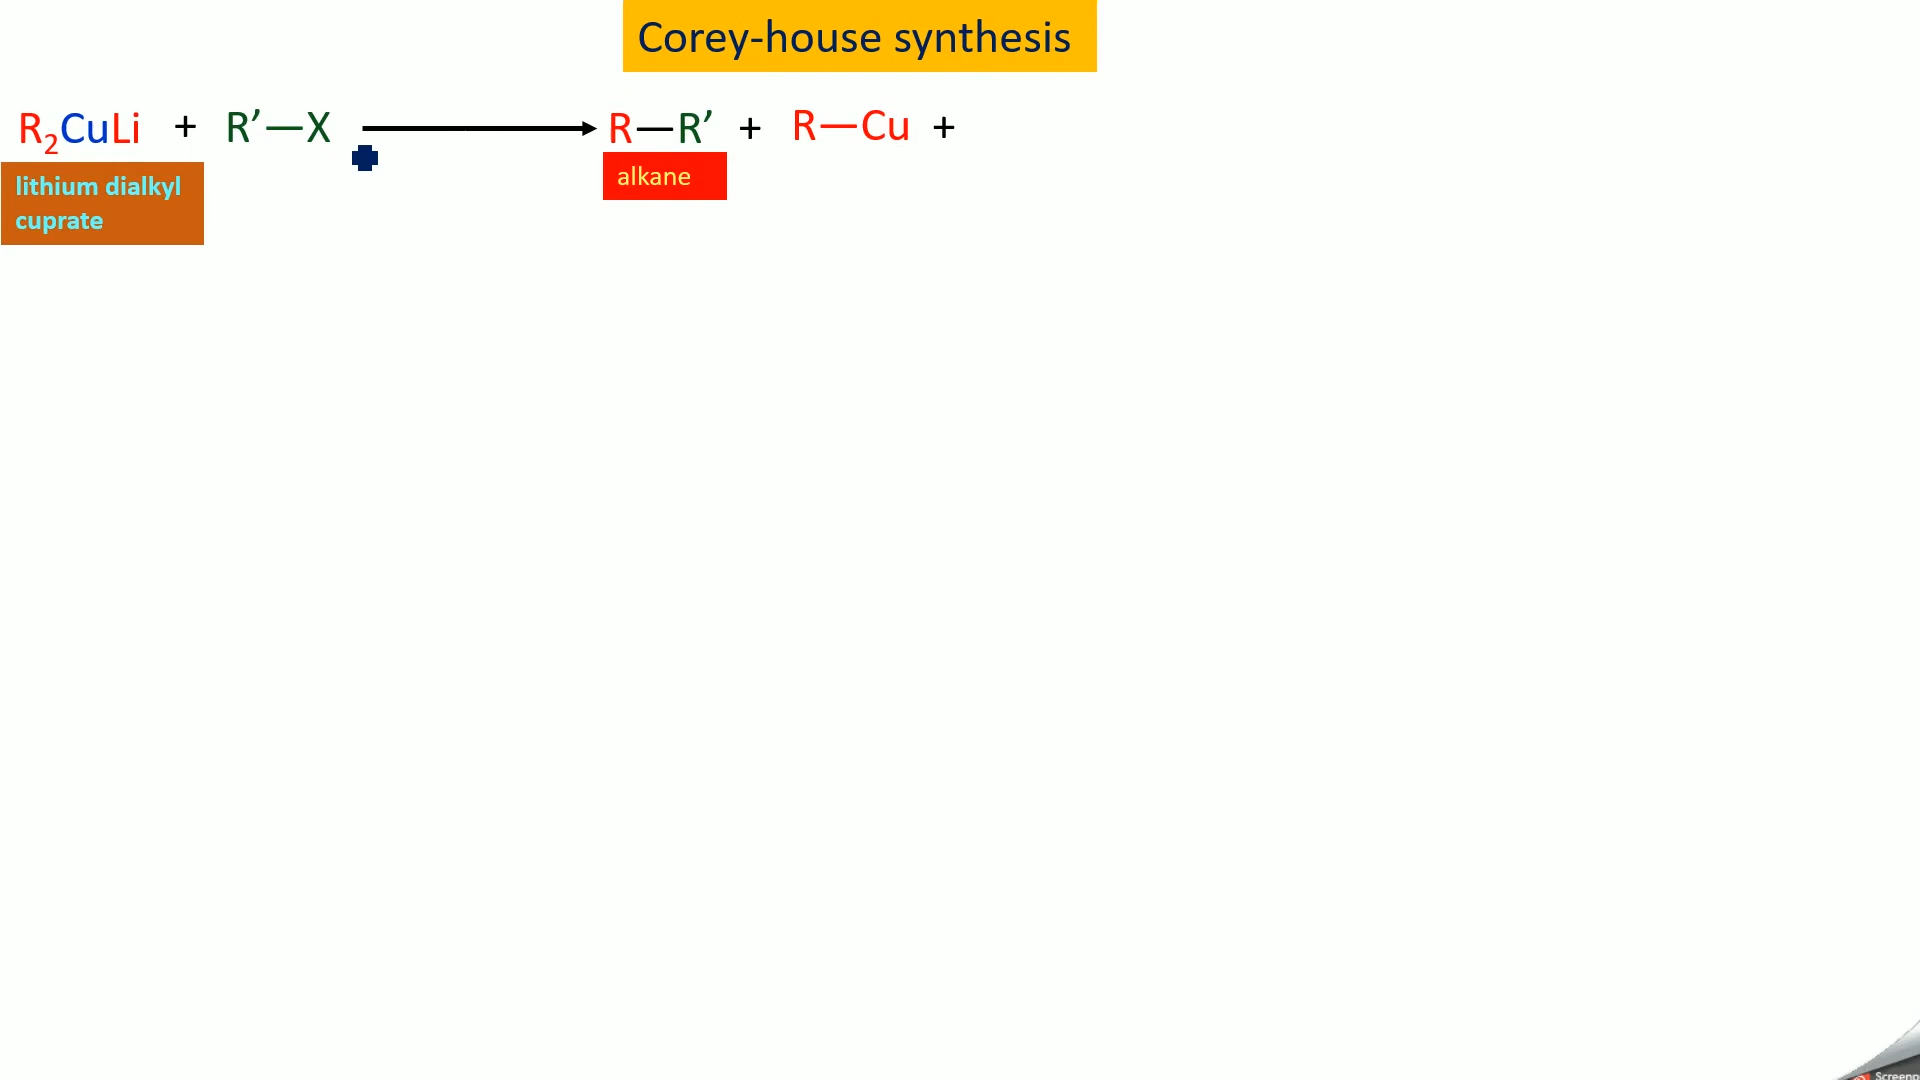 Corey-house synthesis
R₂CuLi + R’—X R—R’ + R—Cu +
lithium dialkyl
cuprate
alkane